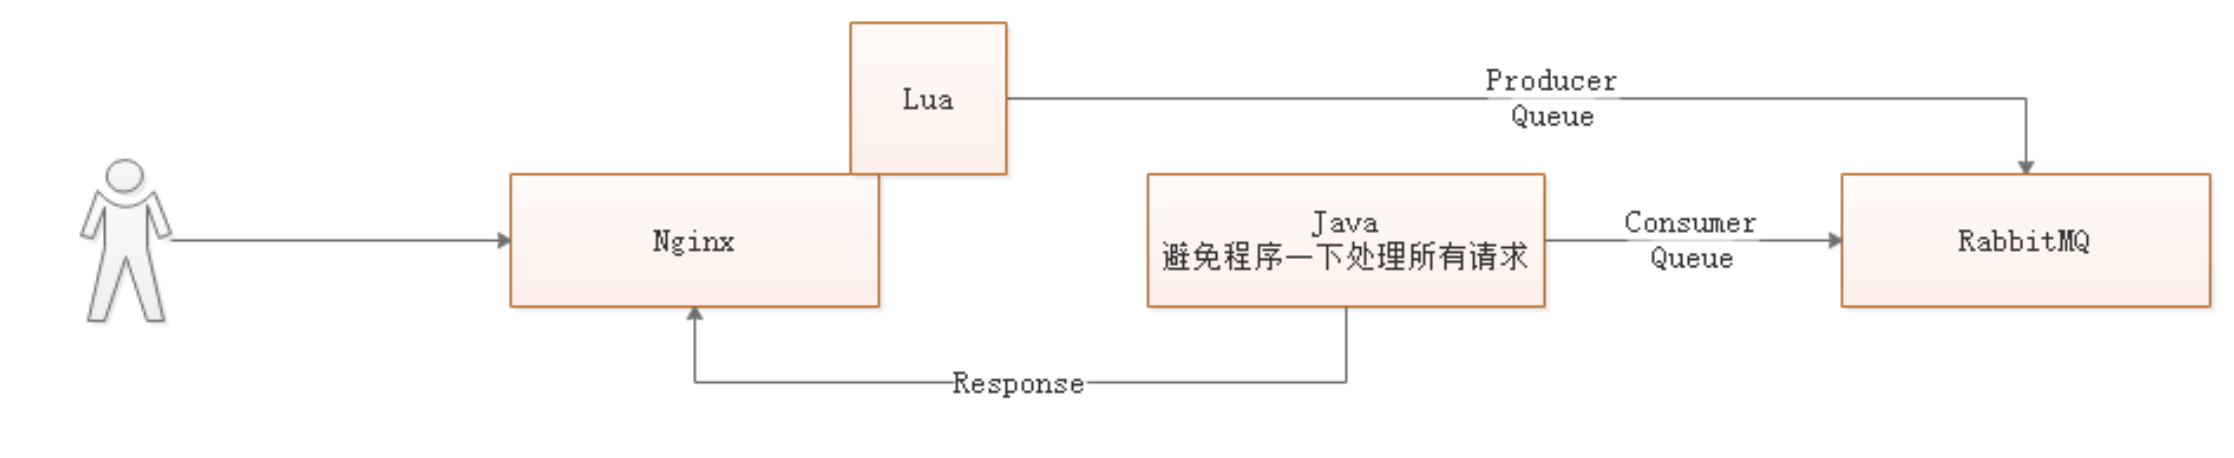 Lua
Producer
Queue
Nginx
Java
避免程序一下处理所有请求
Consumer
Queue
RabbitMQ
Response